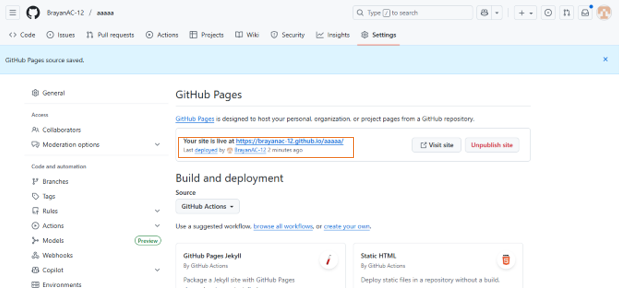 BrayanAC-12 / aaaaa
Type / to search
Code Issues Pull requests Actions Projects Wiki Security Insights Settings
GitHub Pages source saved.
General
Access
Collaborators
Moderation options
Code and automation
Branches
Tags
Rules
Actions
Models Preview
Webhooks
Copilot
Environments
GitHub Pages
GitHub Pages is designed to host your personal, organization, or project pages from a GitHub repository.
Your site is live at https://brayanac-12.github.io/aaaaa/
Last deployed by BrayanAC-12 2 minutes ago
Visit site
Unpublish site
Build and deployment
Source
GitHub Actions
Use a suggested workflow, browse all workflows, or create your own.
GitHub Pages Jekyll
By GitHub Actions
Package a Jekyll site with GitHub Pages
Static HTML
By GitHub Actions
Deploy static files in a repository without a build.